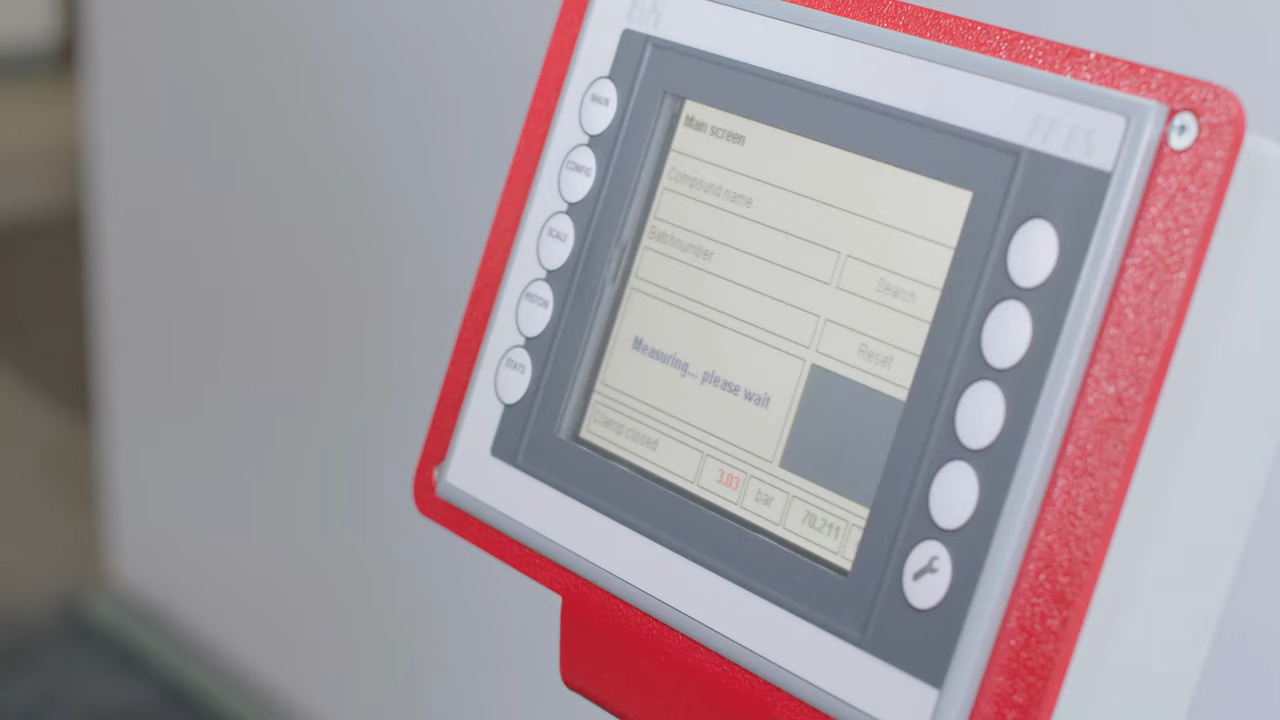 MAIN
CONFIG
SCALE
PISTON
STATS
Main screen
Compound name
Search
Batchnumber
Reset
Measuring... please wait
Clamp closed
3.03
bar
70.211